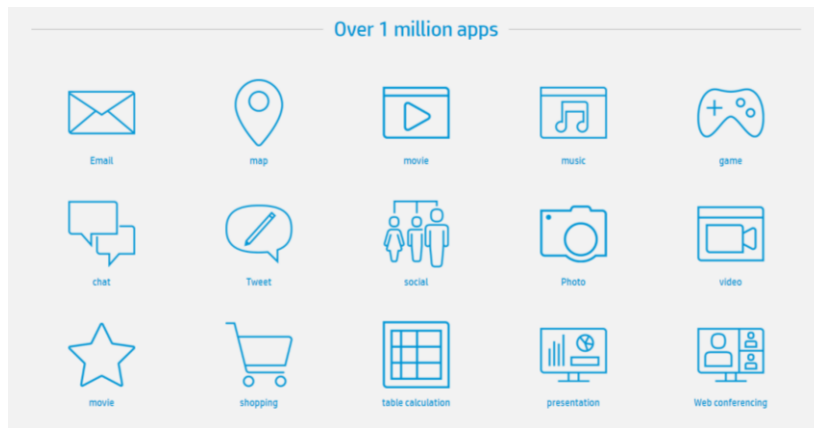 Over 1 million apps
Email
map
movie
music
game
chat
Tweet
social
Photo
video
movie
shopping
table calculation
presentation
Web conferencing